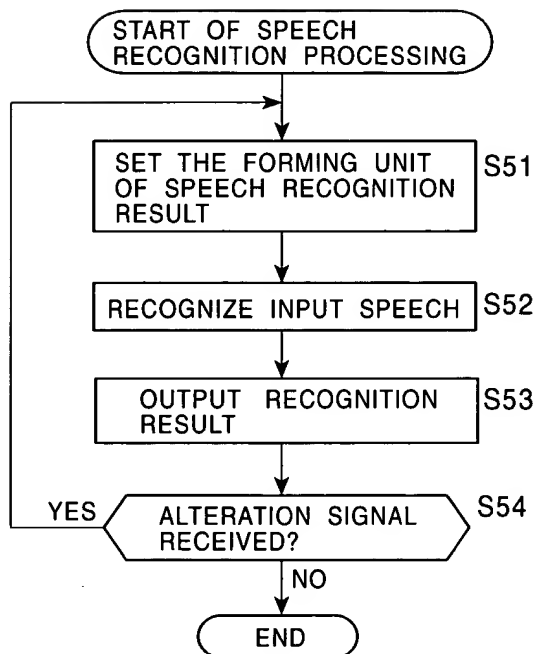 START OF SPEECH
RECOGNITION PROCESSING
SET THE FORMING UNIT
OF SPEECH RECOGNITION
RESULT
S51
RECOGNIZE INPUT SPEECH
S52
OUTPUT RECOGNITION
RESULT
S53
YES
ALTERATION SIGNAL
RECEIVED?
S54
NO
END